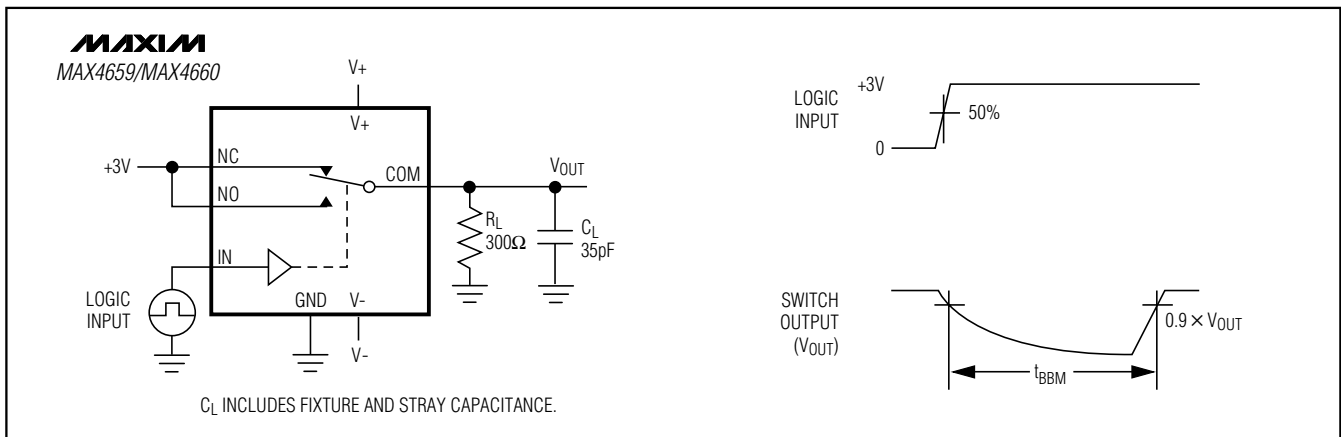 MAXIM
MAX4659/MAX4660
V+
V+
+3V
NC
NO
COM
VOUT
RL
300Ω
CL
35pF
IN
LOGIC
INPUT
GND
V-
V-
CL INCLUDES FIXTURE AND STRAY CAPACITANCE.
LOGIC
INPUT
+3V
0
50%
SWITCH
OUTPUT
(VOUT)
0.9 × VOUT
tBBM